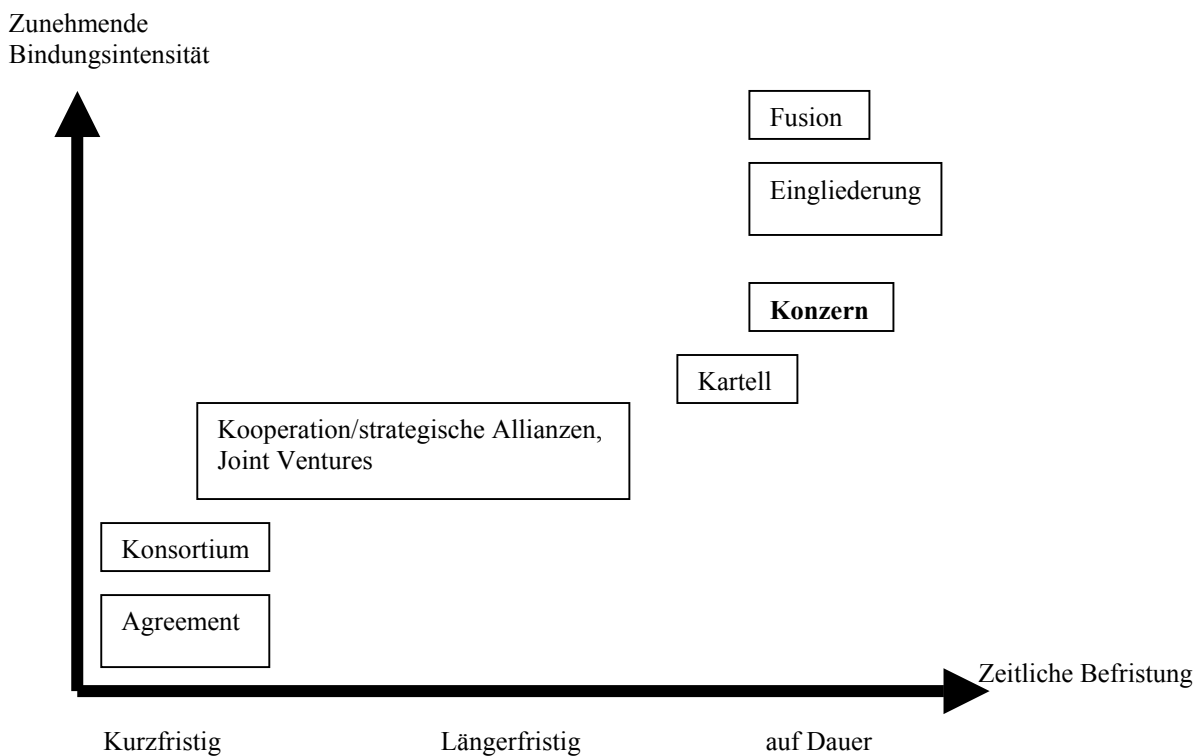 Zunehmende
Bindungsintensität
Fusion
Eingliederung
Konzern
Kartell
Kooperation/strategische Allianzen,
Joint Ventures
Konsortium
Agreement
Zeitliche Befristung
Kurzfristig Längerfristig auf Dauer